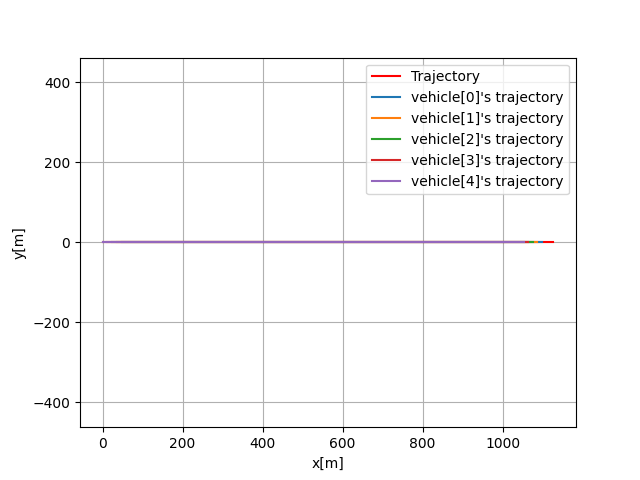 400
200
0
−200
−400
y[m]
0
200
400
600
800
1000
x[m]
Trajectory
vehicle[0]'s trajectory
vehicle[1]'s trajectory
vehicle[2]'s trajectory
vehicle[3]'s trajectory
vehicle[4]'s trajectory